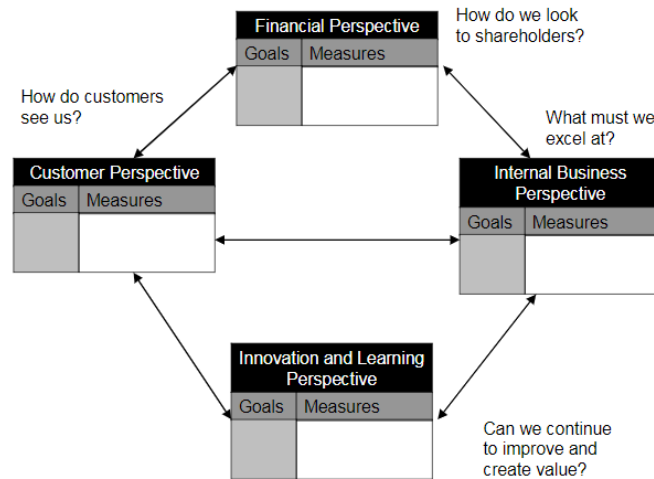 Financial Perspective
Goals Measures
How do we look
to shareholders?
How do customers
see us?
What must we
excel at?
Customer Perspective
Goals Measures
Internal Business
Perspective
Goals Measures
Innovation and Learning
Perspective
Goals Measures
Can we continue
to improve and
create value?